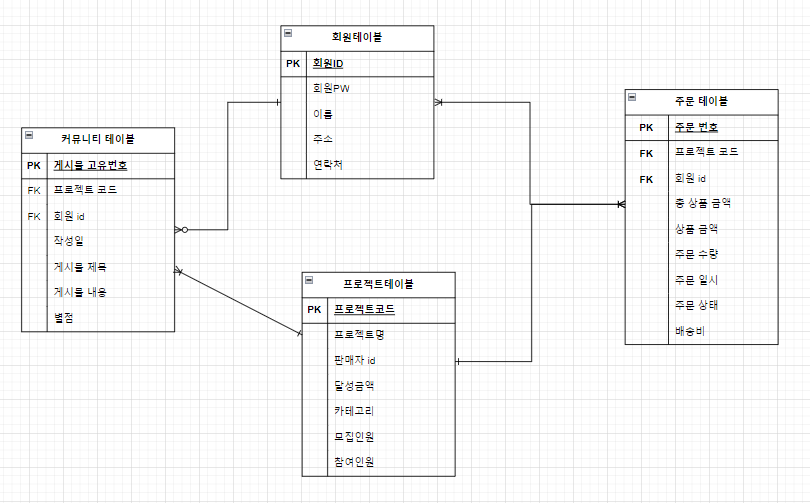 회원테이블
PK 회원ID
회원PW
이름
주소
연락처
커뮤니티 테이블
PK 게시물 고유번호
FK 프로젝트 코드
FK 회원 id
작성일
게시물 제목
게시물 내용
별점
프로젝트테이블
PK 프로젝트코드
프로젝트명
판매자 id
달성금액
카테고리
모집인원
참여인원
주문 테이블
PK 주문 번호
FK 프로젝트 코드
FK 회원 id
총 상품 금액
상품 금액
주문 수량
주문 일시
주문 상태
배송비